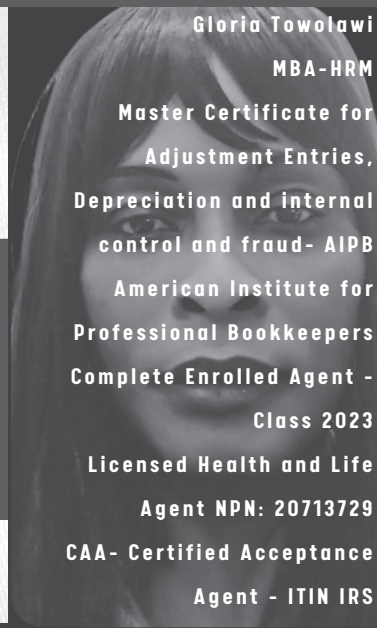 Gloria Towolawi
MBA-HRM
Master Certificate for
Adjustment Entries,
Depreciation and internal
control and fraud- AIPB
American Institute for
Professional Bookkeepers
Complete Enrolled Agent -
Class 2023
Licensed Health and Life
Agent NPN: 20713729
CAA- Certified Acceptance
Agent - ITIN IRS